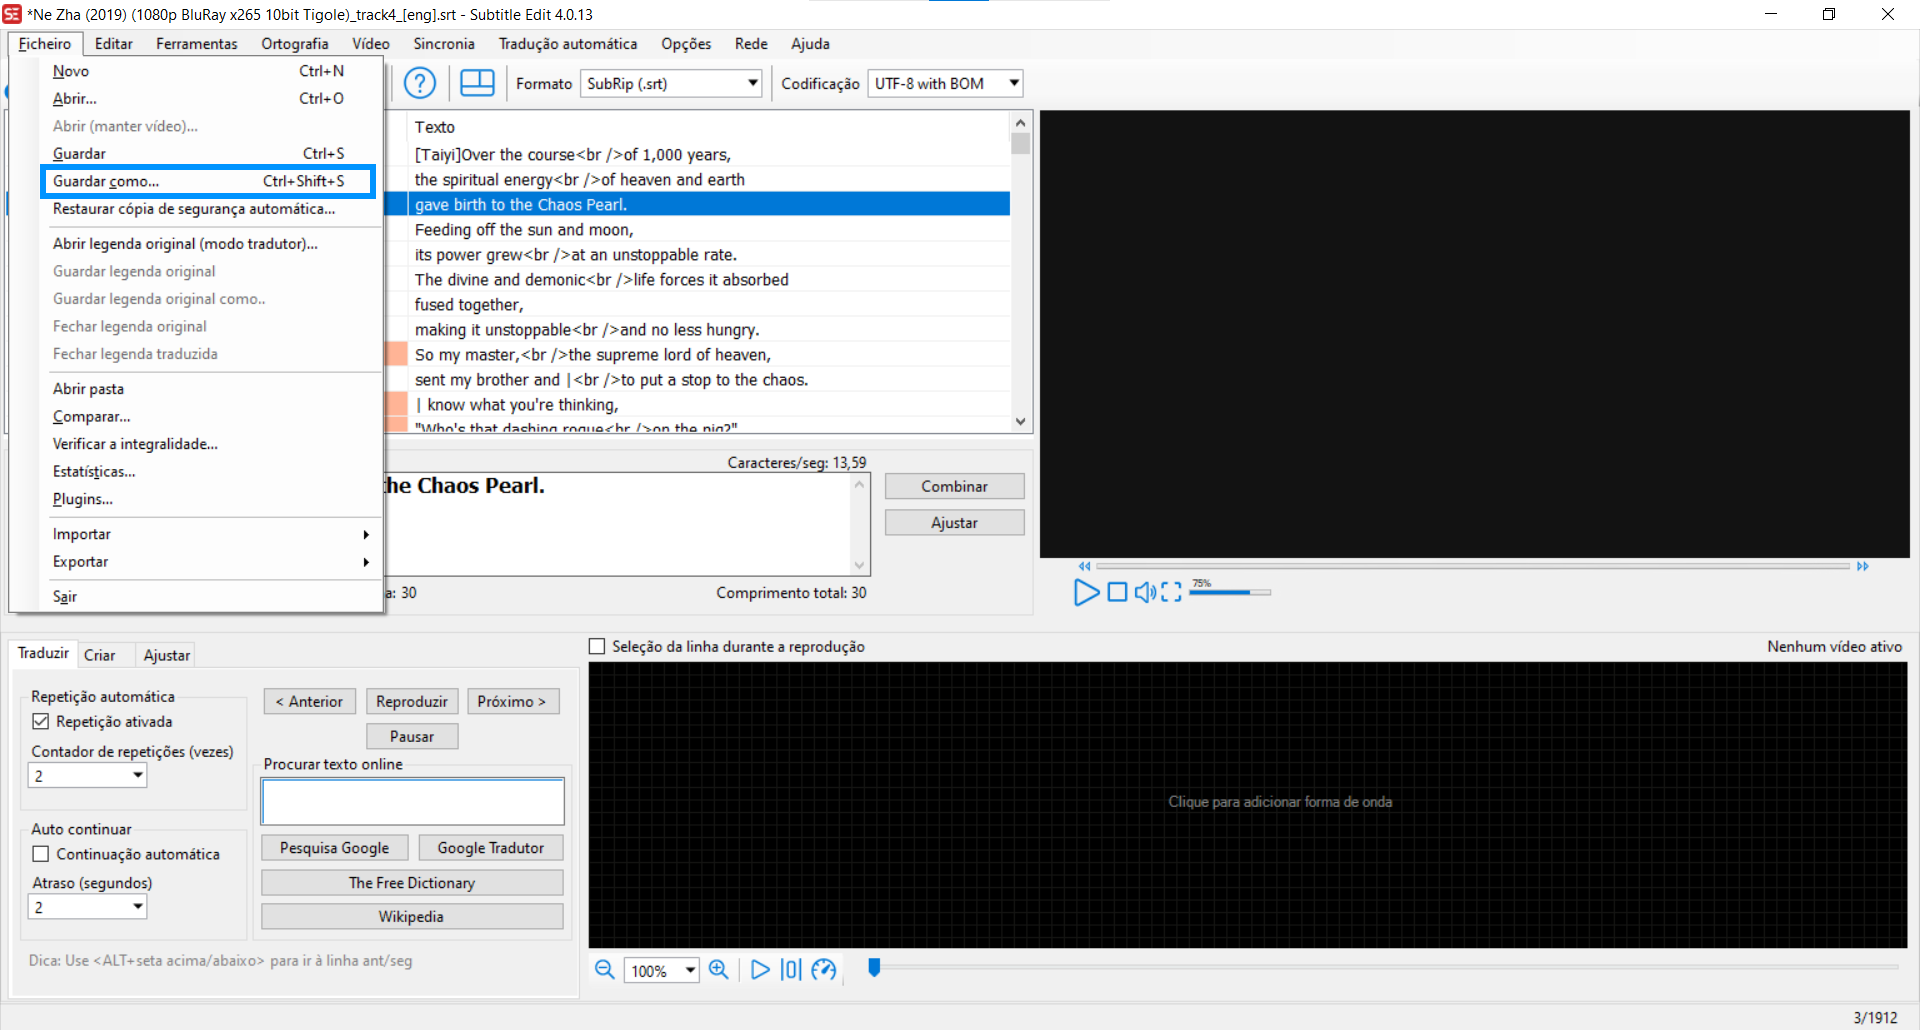 *Ne Zha (2019) (1080p BluRay x265 10bit Tigole)_track4_[eng].srt - Subtitle Edit 4.0.13
Ficheiro Editar Ferramentas Ortografia Vídeo Sincronia Tradução automática Opções Rede Ajuda
Novo Ctrl+N
Abrir... Ctrl+O
Abrir (manter vídeo)...
Guardar Ctrl+S
Guardar como... Ctrl+Shift+S
Restaurar cópia de segurança automática...
Abrir legenda original (modo tradutor)...
Guardar legenda original
Guardar legenda original como..
Fechar legenda original
Fechar legenda traduzida
Abrir pasta
Comparar...
Verificar a integralidade...
Estatísticas...
Plugins...
Importar
Exportar
Sair
Formato SubRip (.srt) Codificação UTF-8 with BOM
Texto
[Taiyi]Over the course<br />of 1,000 years,
the spiritual energy<br />of heaven and earth
gave birth to the Chaos Pearl.
Feeding off the sun and moon,
its power grew<br />at an unstoppable rate.
The divine and demonic<br />life forces it absorbed
fused together,
making it unstoppable<br />and no less hungry.
So my master,<br />the supreme lord of heaven,
sent my brother and |<br />to put a stop to the chaos.
| know what you're thinking,
"Who's that dashing rogue<br />on the pig?"
Caracteres/seg: 13,59
he Chaos Pearl.
Combinar
Ajustar
a: 30 Comprimento total: 30
75%
Traduzir Criar Ajustar
Repetição automática
Repetição ativada
Contador de repetições (vezes)
2
Auto continuar
Continuação automática
Atraso (segundos)
2
< Anterior Reproduzir Próximo >
Pausar
Procurar texto online
Pesquisa Google Google Tradutor
The Free Dictionary
Wikipedia
Dica: Use <ALT+seta acima/abaixo> para ir à linha ant/seg
Seleção da linha durante a reprodução Nenhum vídeo ativo
Clique para adicionar forma de onda
100%
3/1912